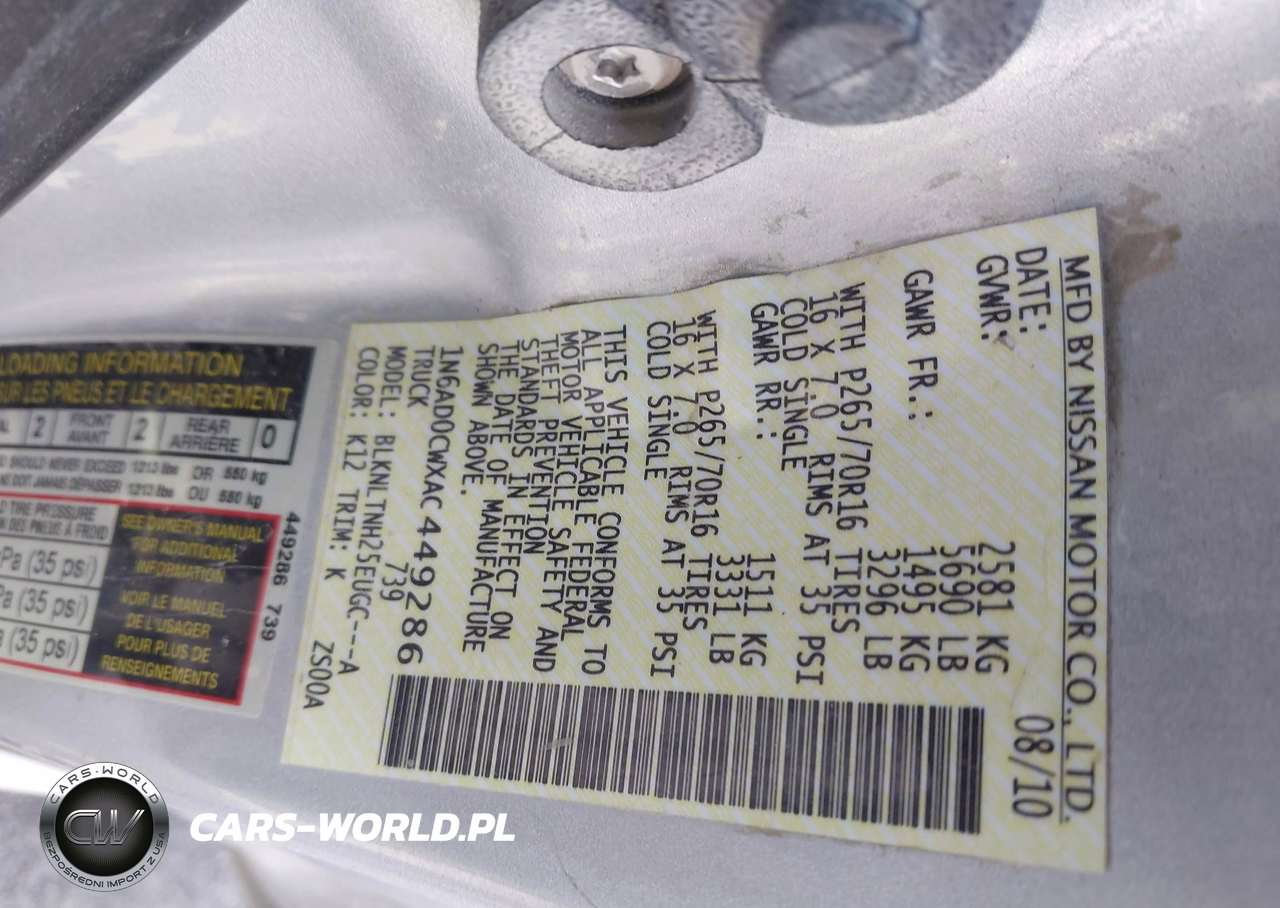 MFD BY NISSAN MOTOR CO., LTD.
DATE: 08/10
GVWR: 2581 KG
5690 LB
GAWR FR.: 1495 KG
3296 LB
WITH P265/70R16 TIRES
16 X 7.0 RIMS AT 35 PSI
COLD SINGLE
GAWR RR.: 1511 KG
3331 LB
WITH P265/70R16 TIRES
16 X 7.0 RIMS AT 35 PSI
COLD SINGLE
THIS VEHICLE CONFORMS TO
ALL APPLICABLE FEDERAL
MOTOR VEHICLE SAFETY AND
THEFT PREVENTION
STANDARDS IN EFFECT ON
THE DATE OF MANUFACTURE
SHOWN ABOVE.
1N6AD0CWXAC449286
TRUCK 739
MODEL: BLKNLTNH25EUGC---A
COLOR: K12 TRIM: K ZS00A
LOADING INFORMATION
SUR LES PNEUS ET LE CHARGEMENT
2 FRONT AVANT 2 REAR ARRIÈRE 0
SHOULD NEVER EXCEED 1213 lbs OR 550 kg
NE DOIT JAMAIS DÉPASSER 1213 lbs OU 550 kg
TIRE PRESSURE
DES PNEUS À FROID
Pa (35 psi)
Pa (35 psi)
(35 psi)
SEE OWNER'S MANUAL
FOR ADDITIONAL
INFORMATION
VOIR LE MANUEL
DE L'USAGER
POUR PLUS DE
RENSEIGNEMENTS
449286 739
CARS-WORLD
CW
BEZPOŚREDNI IMPORT Z USA
CARS-WORLD.PL